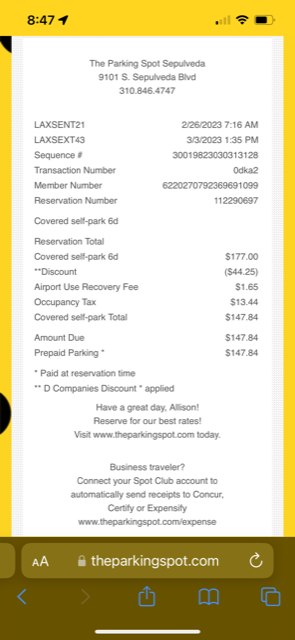 8:47
The Parking Spot Sepulveda
9101 S. Sepulveda Blvd
310.846.4747
LAXSENT21 2/26/2023 7:16 AM
LAXSEXT43 3/3/2023 1:35 PM
Sequence # 30019823030313128
Transaction Number 0dka2
Member Number 6220270792369691099
Reservation Number 112290697
Covered self-park 6d
Reservation Total
Covered self-park 6d $177.00
**Discount ($44.25)
Airport Use Recovery Fee $1.65
Occupancy Tax $13.44
Covered self-park Total $147.84
Amount Due $147.84
Prepaid Parking * $147.84
* Paid at reservation time
** D Companies Discount * applied
Have a great day, Allison!
Reserve for our best rates!
Visit www.theparkingspot.com today.
Business traveler?
Connect your Spot Club account to
automatically send receipts to Concur,
Certify or Expensify
www.theparkingspot.com/expense
AA theparkingspot.com